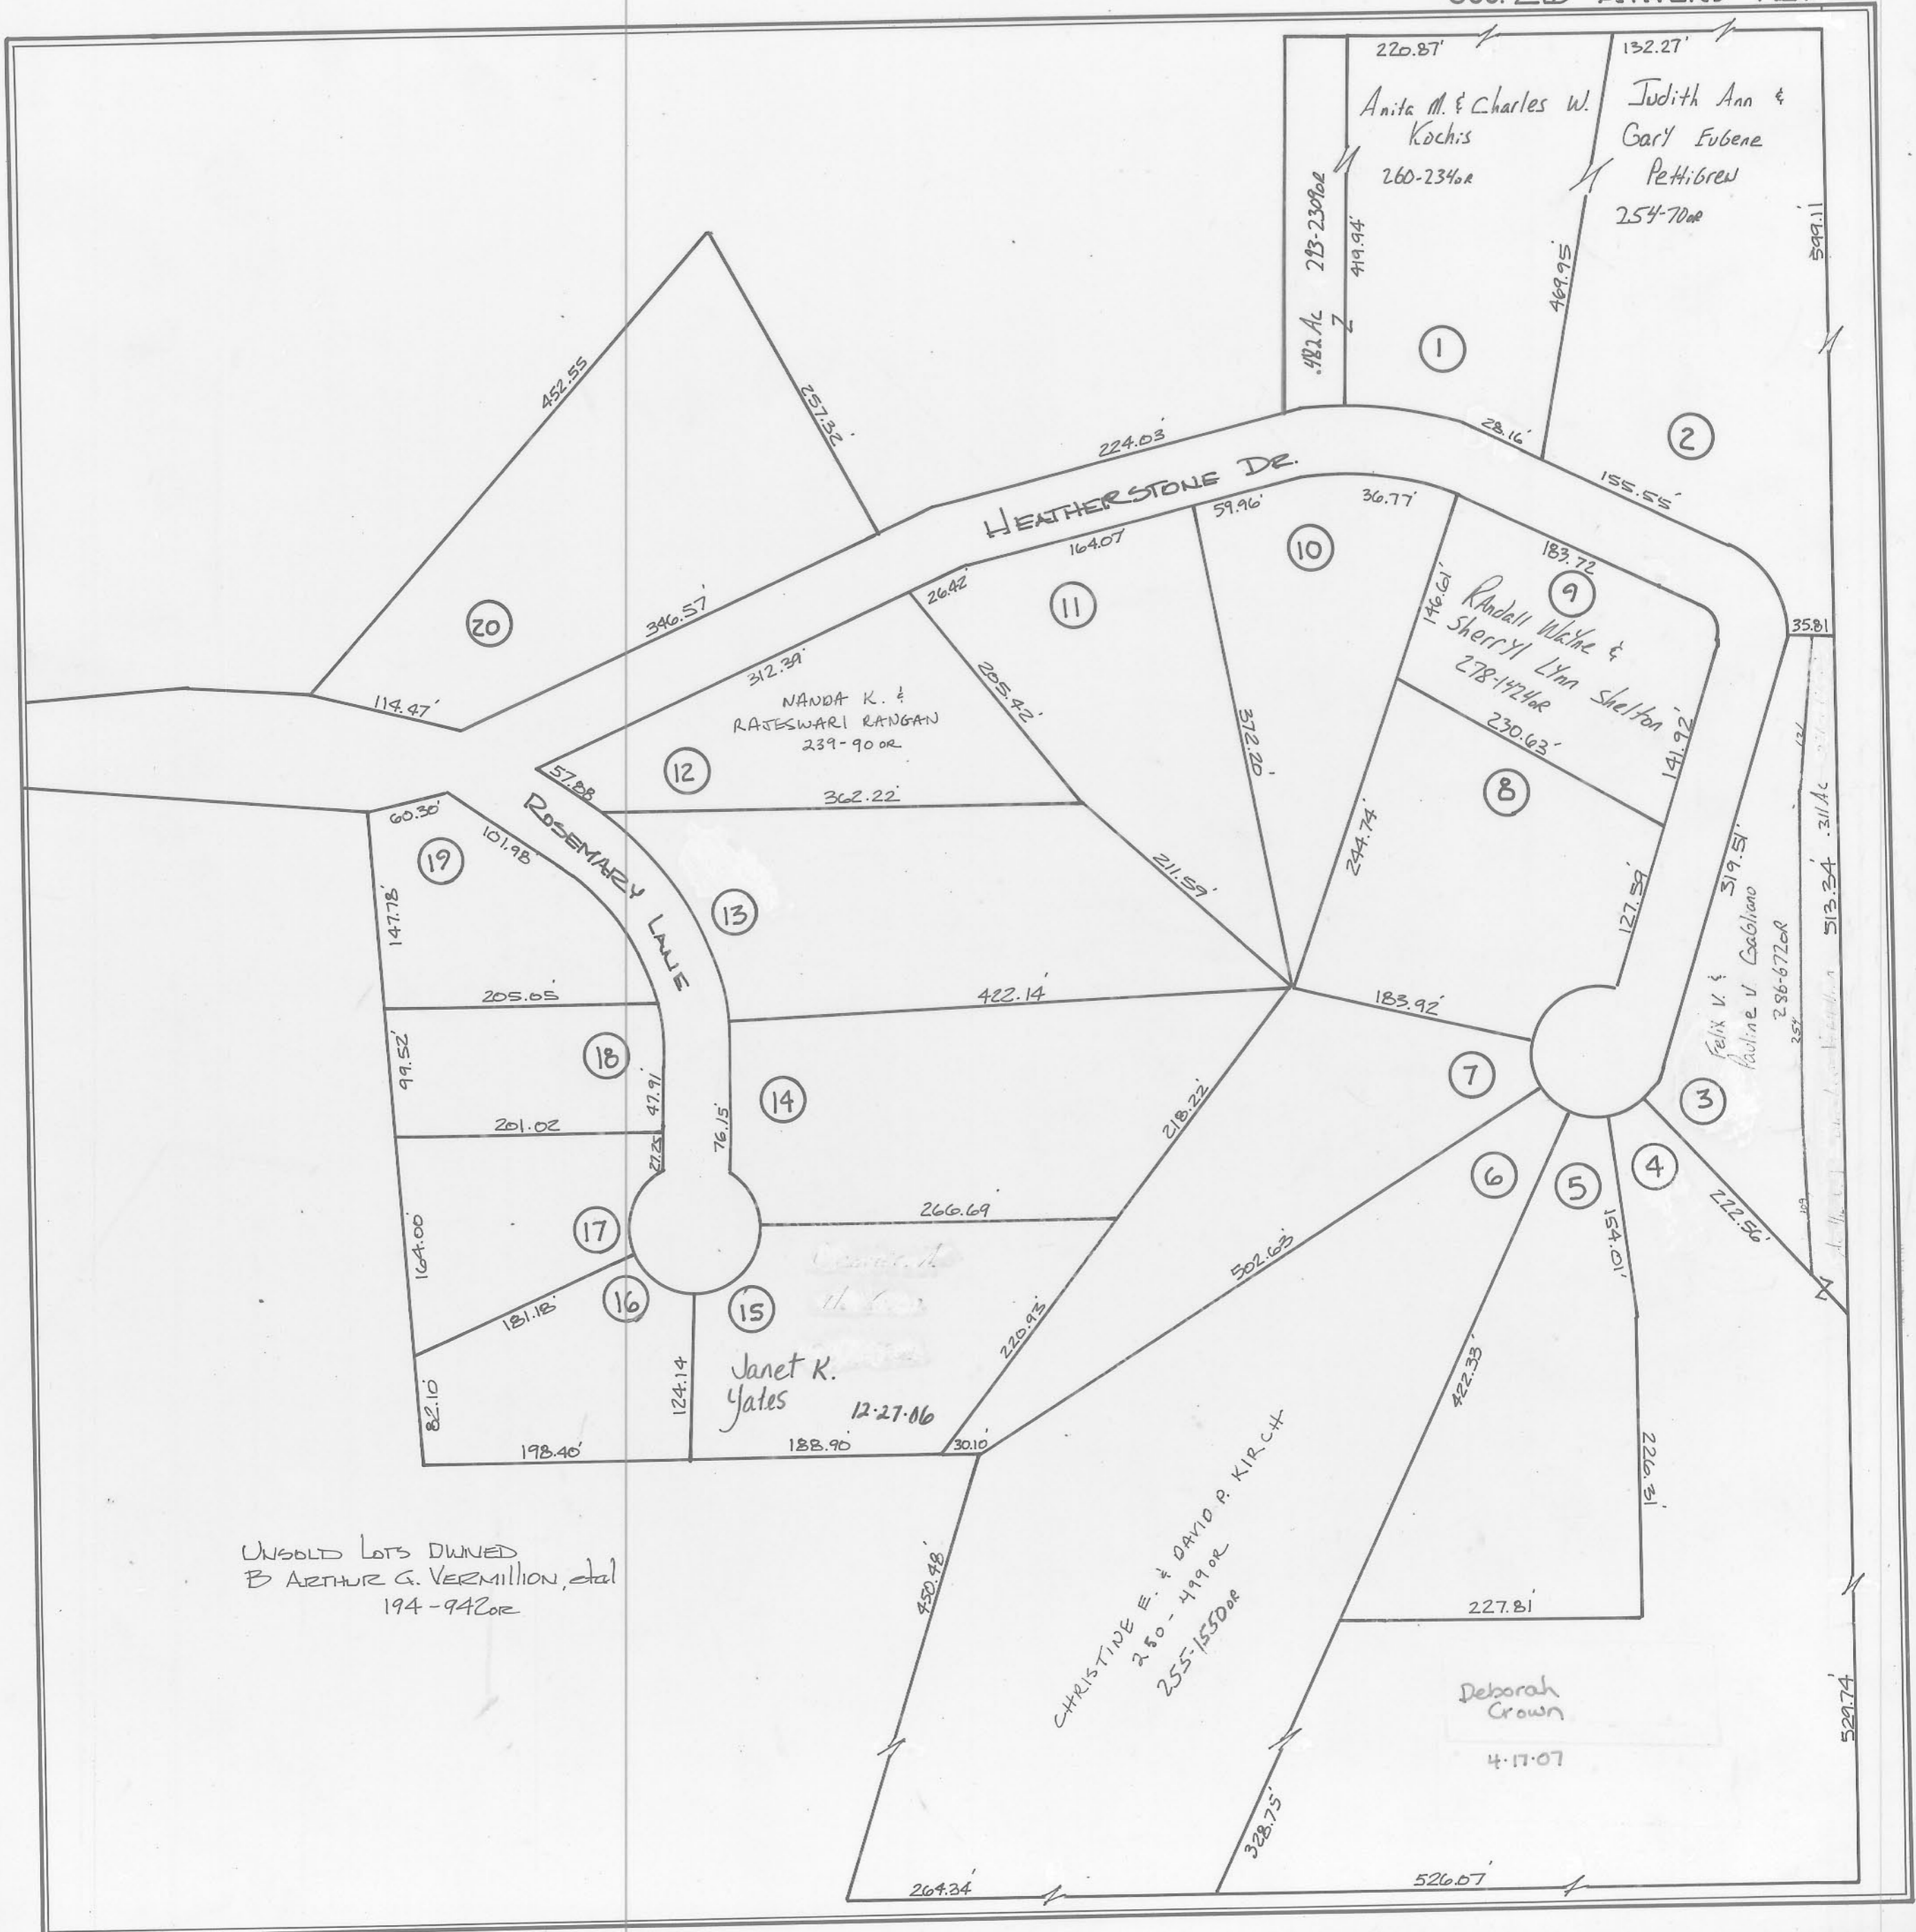 220.87'
132.27'
Anita M. & Charles W.
Kochis
260-234OR
Judith Ann &
Gary Eugene
Pettigrew
254-70OR
.482 Ac 293-2309OR
419.94'
469.95'
599.11'
1
2
452.55
257.32'
20
346.57'
114.47'
224.03'
HEATHERSTONE DR.
28.16'
155.55'
35.81
26.42'
164.07'
59.96'
36.77'
11
10
183.72
9
Randall Wayne &
Sherryl Lynn Shelton
278-1424OR
146.61'
230.63'
141.92'
312.39'
NANDA K. &
RAJESWARI RANGAN
239-90 OR
12
57.88
362.22'
205.42'
372.20'
8
244.74'
127.59'
319.51'
Felix V. &
Pauline V. Gagliano
286-672OR
513.34' .311 Ac
254
109
3
60.30'
101.98'
19
147.78'
ROSEMARY LANE
13
211.59'
205.05'
422.14'
183.92'
7
99.52'
18
47.91'
201.02
27.25
76.15'
14
218.22'
164.00'
17
266.69'
181.18'
16
15
82.10'
124.14
198.40'
Janet K.
Yates
12·27·06
188.90'
220.93'
30.10'
502.63
6
5
4
154.01'
222.56'
422.33'
226.31'
227.81'
450.48'
CHRISTINE E. & DAVID P. KIRCH
250-499 OR
255-1550OR
328.75'
264.34'
526.07'
529.74'
Deborah
Crown
4·17·07
UNSOLD LOTS OWNED
B ARTHUR G. VERMILLION, etal
194-942OR